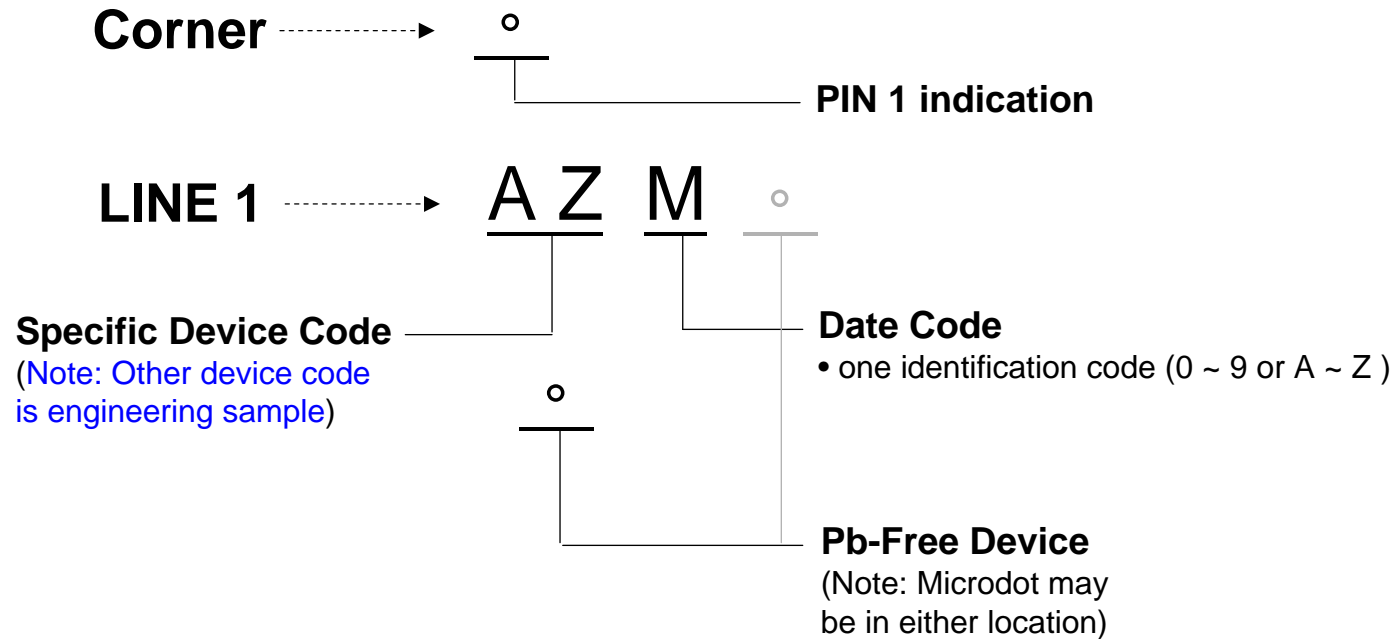 Corner
PIN 1 indication
LINE 1
A Z M
Specific Device Code
(Note: Other device code
is engineering sample)
Date Code
• one identification code (0 ~ 9 or A ~ Z )
Pb-Free Device
(Note: Microdot may
be in either location)